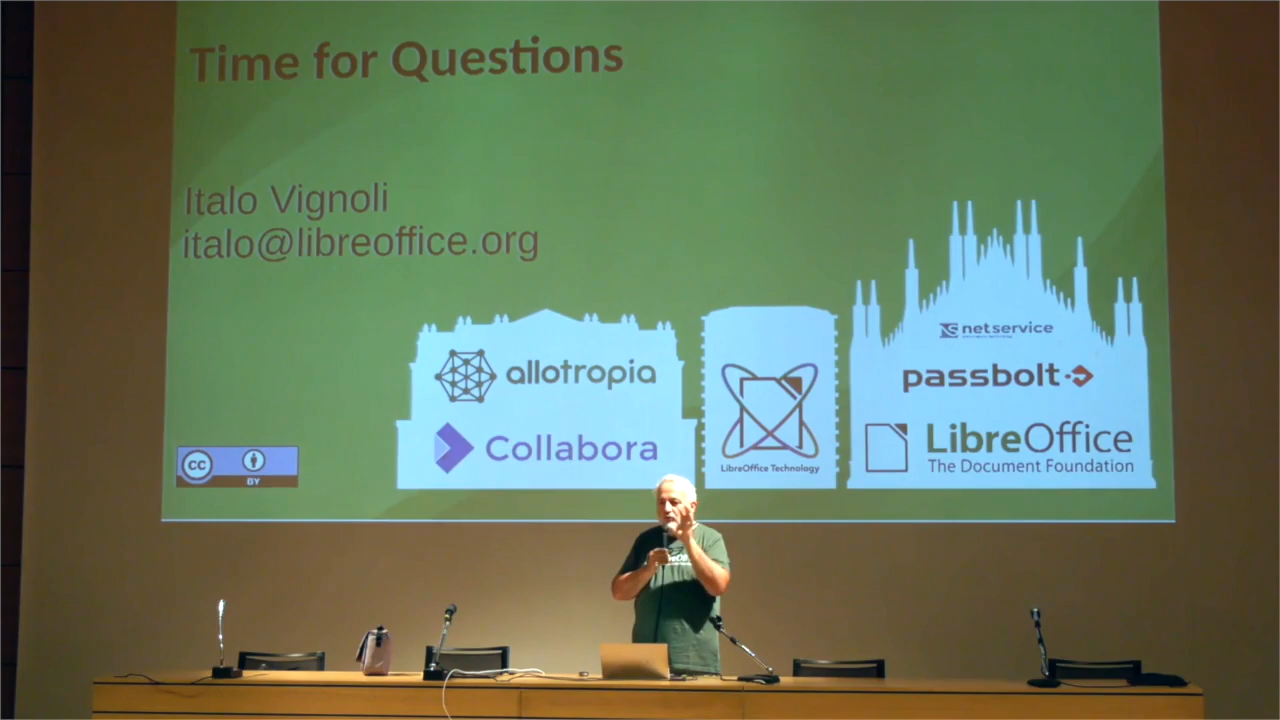 Time for Questions
Italo Vignoli
italo@libreoffice.org
netservice
allotropia
passbolt
Collabora
LibreOffice
The Document Foundation
LibreOffice Technology
cc
BY